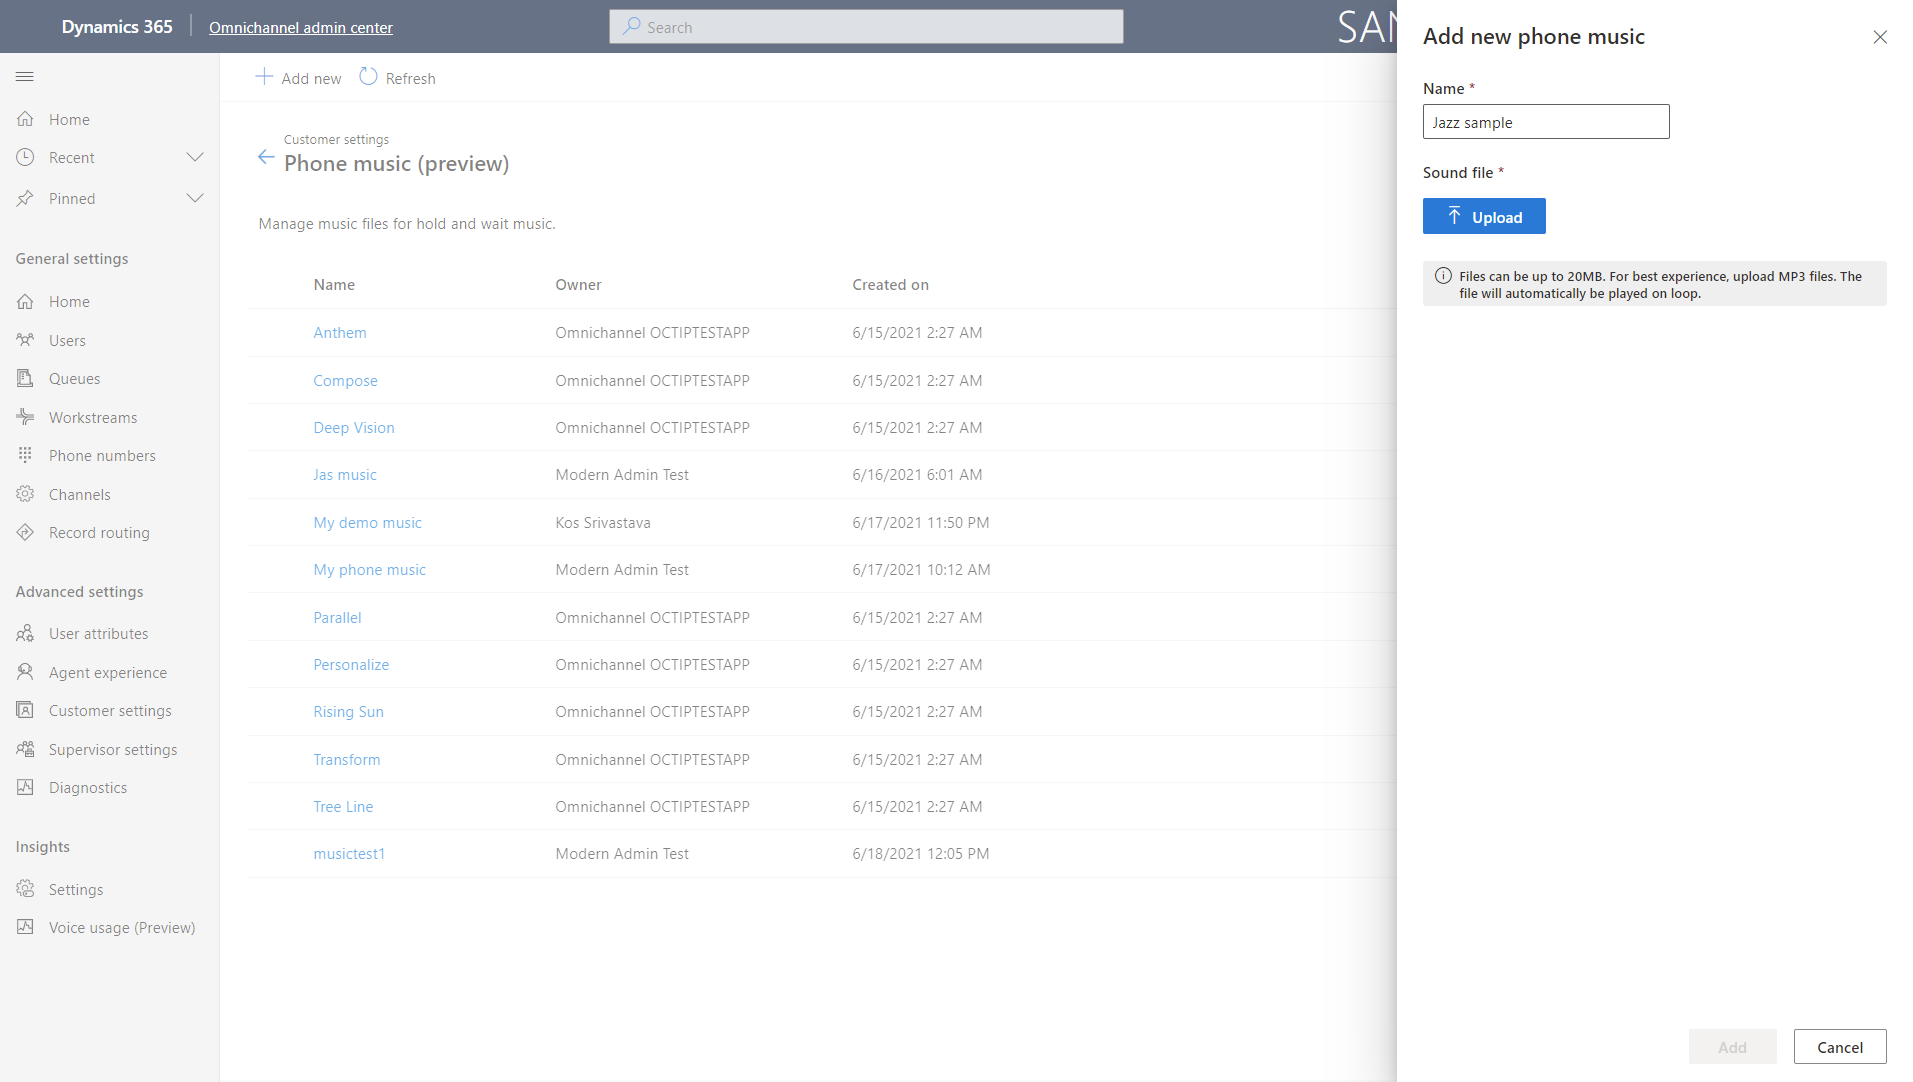 Dynamics 365
Omnichannel admin center
Search
SAN
Home
Recent
Pinned
General settings
Home
Users
Queues
Workstreams
Phone numbers
Channels
Record routing
Advanced settings
User attributes
Agent experience
Customer settings
Supervisor settings
Diagnostics
Insights
Settings
Voice usage (Preview)
Add new
Refresh
Customer settings
Phone music (preview)
Manage music files for hold and wait music.
Name Owner Created on
Anthem Omnichannel OCTIPTESTAPP 6/15/2021 2:27 AM
Compose Omnichannel OCTIPTESTAPP 6/15/2021 2:27 AM
Deep Vision Omnichannel OCTIPTESTAPP 6/15/2021 2:27 AM
Jas music Modern Admin Test 6/16/2021 6:01 AM
My demo music Kos Srivastava 6/17/2021 11:50 PM
My phone music Modern Admin Test 6/17/2021 10:12 AM
Parallel Omnichannel OCTIPTESTAPP 6/15/2021 2:27 AM
Personalize Omnichannel OCTIPTESTAPP 6/15/2021 2:27 AM
Rising Sun Omnichannel OCTIPTESTAPP 6/15/2021 2:27 AM
Transform Omnichannel OCTIPTESTAPP 6/15/2021 2:27 AM
Tree Line Omnichannel OCTIPTESTAPP 6/15/2021 2:27 AM
musictest1 Modern Admin Test 6/18/2021 12:05 PM
Add new phone music
Name *
Jazz sample
Sound file *
Upload
Files can be up to 20MB. For best experience, upload MP3 files. The
file will automatically be played on loop.
Add
Cancel